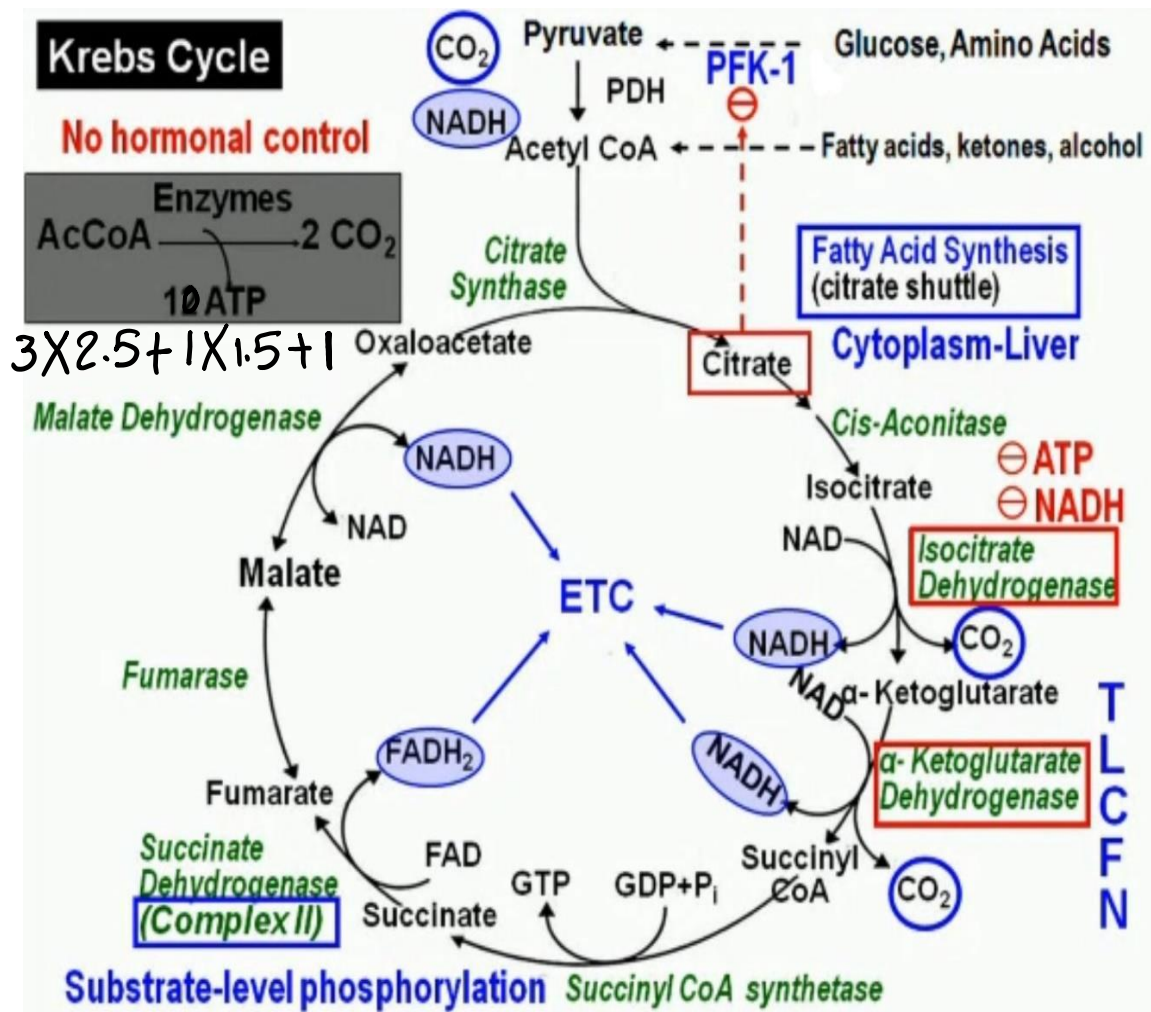 Krebs Cycle
CO₂
Pyruvate
Glucose, Amino Acids
PFK-1
PDH
NADH
No hormonal control
Acetyl CoA
Fatty acids, ketones, alcohol
Enzymes
AcCoA
2 CO₂
10 ATP
3X2.5+1X1.5+1
Citrate
Synthase
Fatty Acid Synthesis
(citrate shuttle)
Cytoplasm-Liver
Oxaloacetate
Citrate
Malate Dehydrogenase
Cis-Aconitase
NADH
NAD
⊖ ATP
⊖ NADH
Isocitrate
NAD
Isocitrate
Dehydrogenase
Malate
ETC
NADH
CO₂
Fumarase
NAD
α- Ketoglutarate
FADH₂
NADH
α- Ketoglutarate
Dehydrogenase
T
L
C
F
N
Fumarate
Succinate
Dehydrogenase
(Complex II)
FAD
Succinate
GTP
GDP+Pᵢ
Succinyl
CoA
CO₂
Substrate-level phosphorylation
Succinyl CoA synthetase